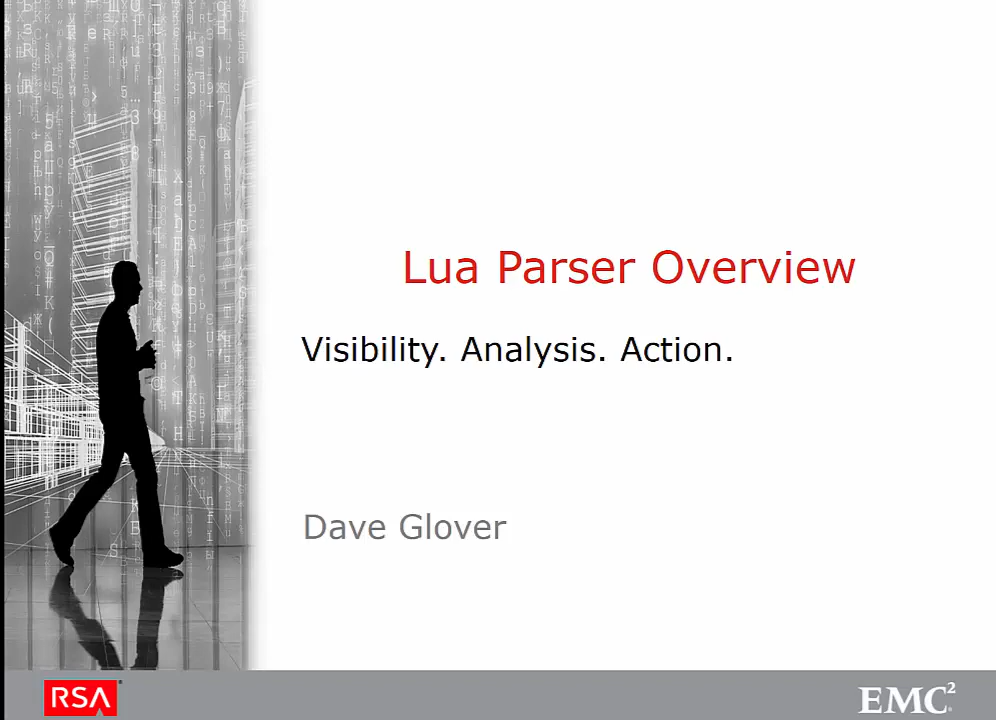 Lua Parser Overview
Visibility. Analysis. Action.
Dave Glover
RSA
EMC²